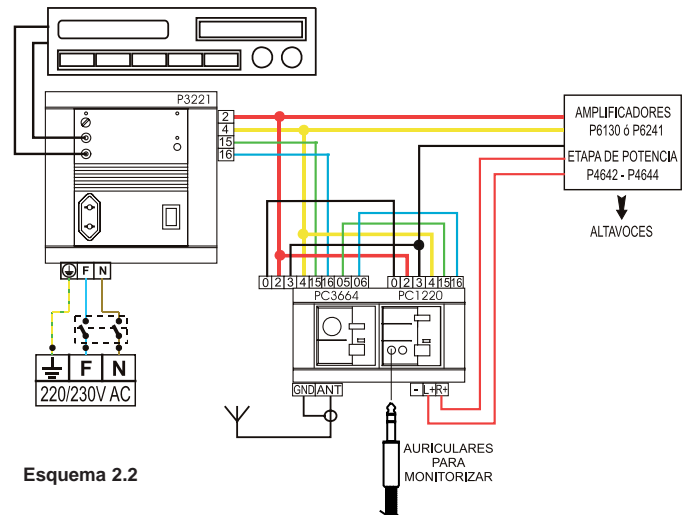 P3221
2
4
15
16
AMPLIFICADORES
P6130 ó P6241
ETAPA DE POTENCIA
P4642 - P4644
ALTAVOCES
F N
0 2 3 4 15 16 05 06
0 2 3 4 15 16
PC3664
PC1220
F N
220/230V AC
GND ANT
- L+ R+
AURICULARES
PARA
MONITORIZAR
Esquema 2.2